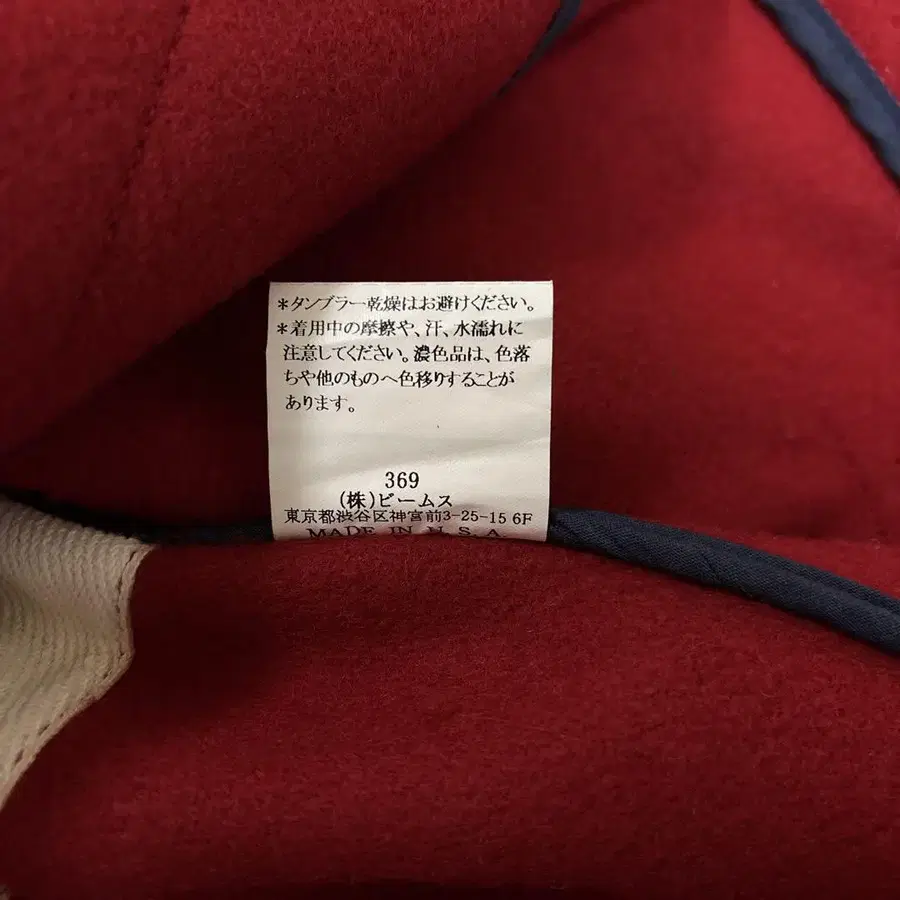 *タンブラー乾燥はお避けください。
*着用中の摩擦や、汗、水濡れに
注意してください。濃色品は、色落
ちや他のものへ色移りすることが
あります。
369
(株)ビームス
東京都渋谷区神宮前3-25-15 6F
MADE IN U.S.A.